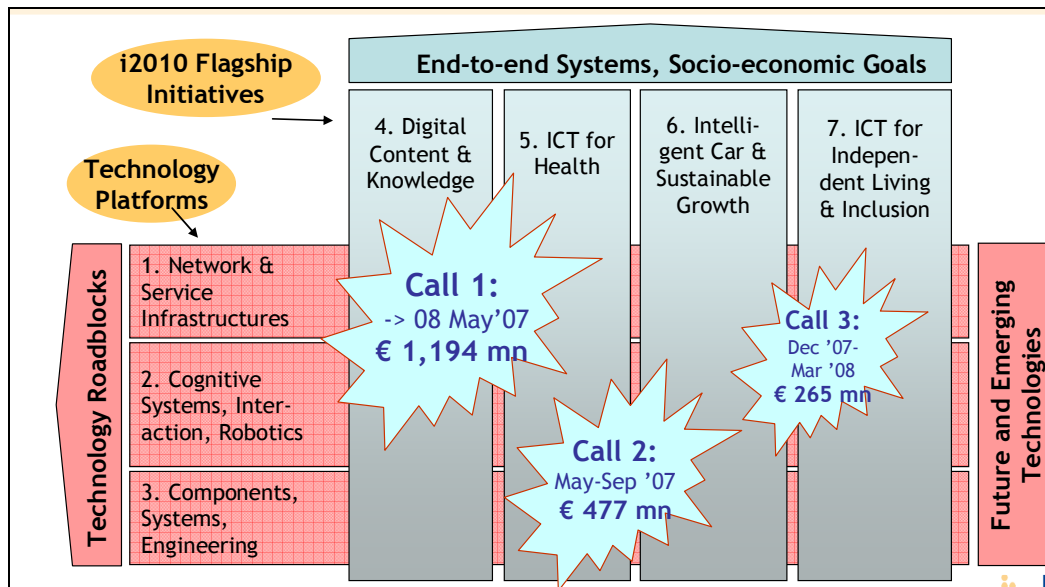 i2010 Flagship
Initiatives
End-to-end Systems, Socio-economic Goals
Technology
Platforms
4. Digital
Content &
Knowledge
5. ICT for
Health
6. Intelli-
gent Car &
Sustainable
Growth
7. ICT for
Indepen-
dent Living
& Inclusion
Technology Roadblocks
1. Network &
Service
Infrastructures
2. Cognitive
Systems, Inter-
action, Robotics
3. Components,
Systems,
Engineering
Call 1:
-> 08 May’07
€ 1,194 mn
Call 2:
May-Sep ’07
€ 477 mn
Call 3:
Dec ’07-
Mar ’08
€ 265 mn
Future and Emerging
Technologies